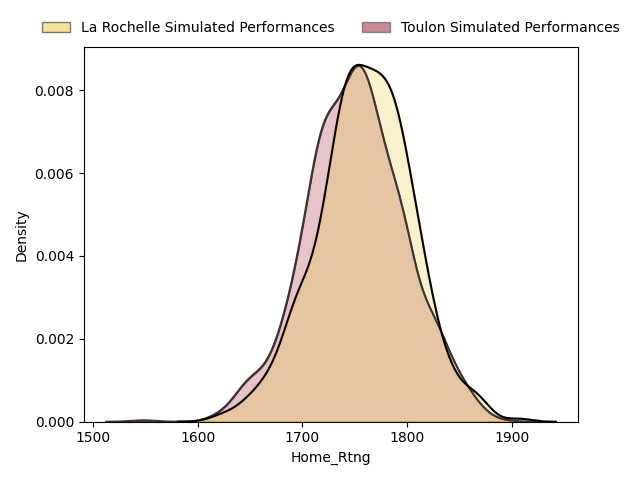 La Rochelle Simulated Performances
Toulon Simulated Performances
0.008
0.006
0.004
0.002
0.000
Density
1500 1600 1700 1800 1900
Home_Rtng